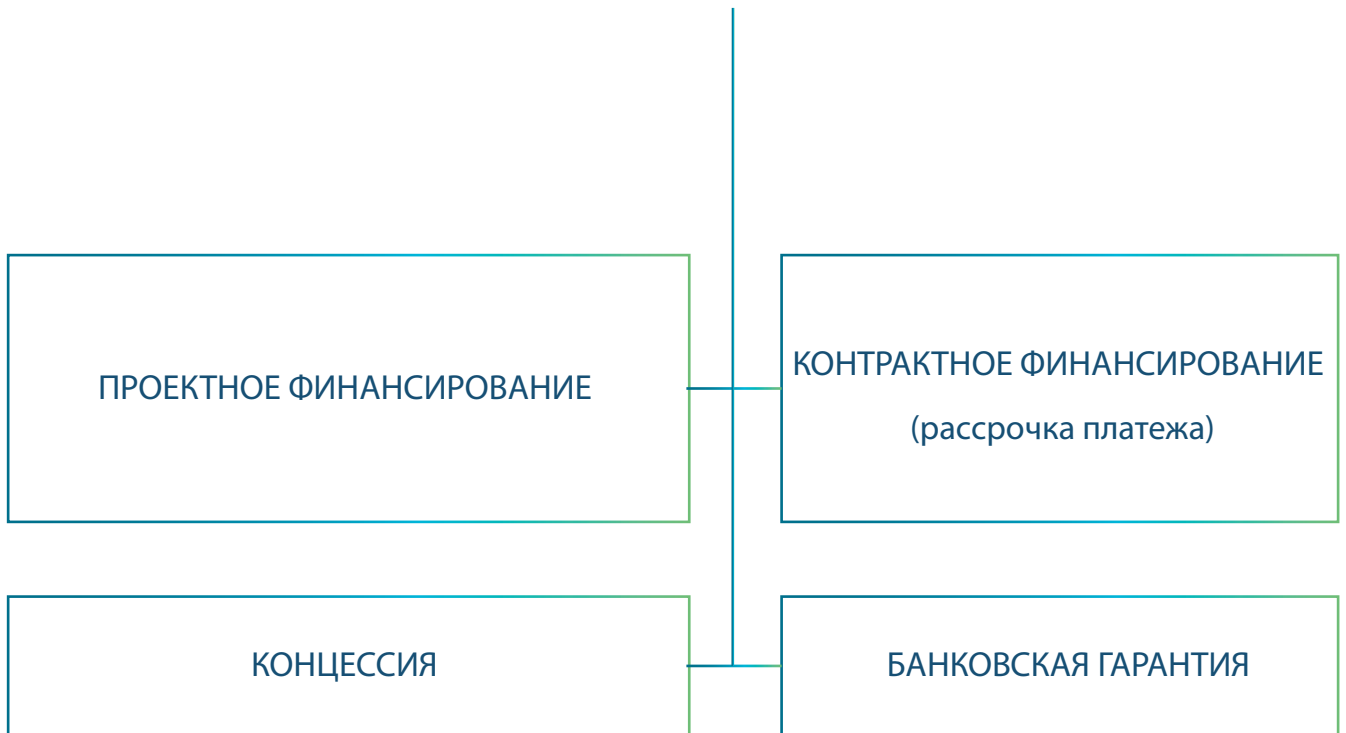 ПРОЕКТНОЕ ФИНАНСИРОВАНИЕ
КОНТРАКТНОЕ ФИНАНСИРОВАНИЕ
(рассрочка платежа)
КОНЦЕССИЯ
БАНКОВСКАЯ ГАРАНТИЯ